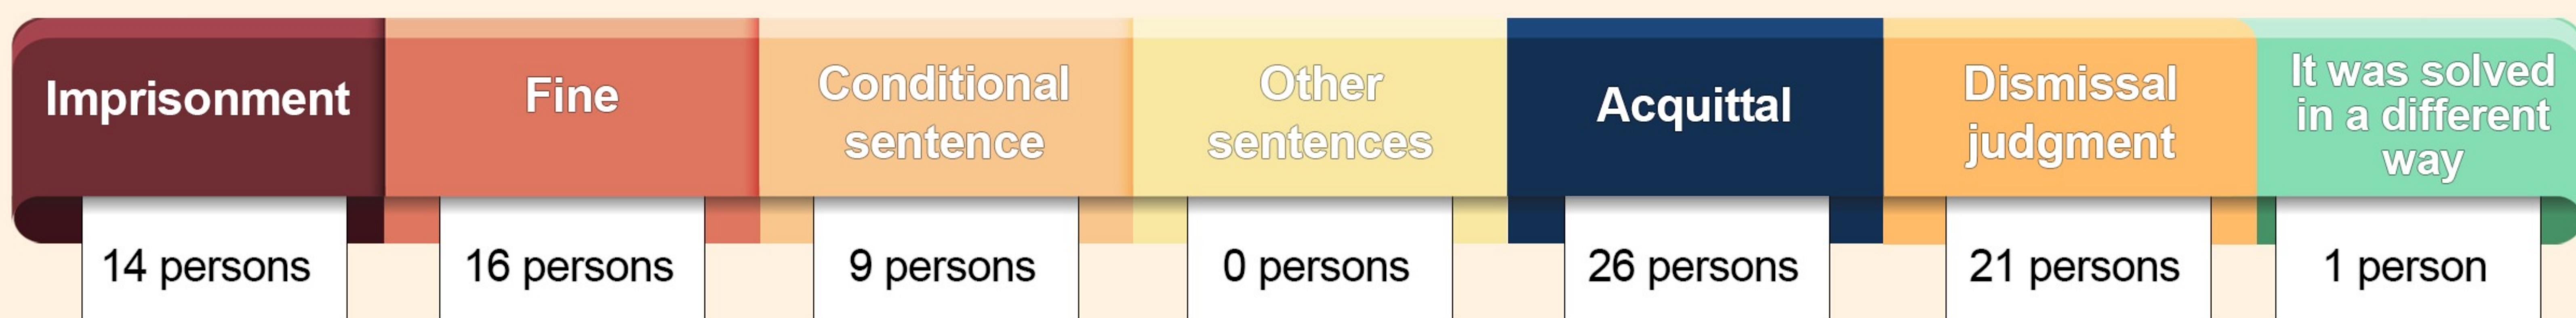 Imprisonment
Fine
Conditional
sentence
Other
sentences
Acquittal
Dismissal
judgment
It was solved
in a different
way
14 persons
16 persons
9 persons
0 persons
26 persons
21 persons
1 person